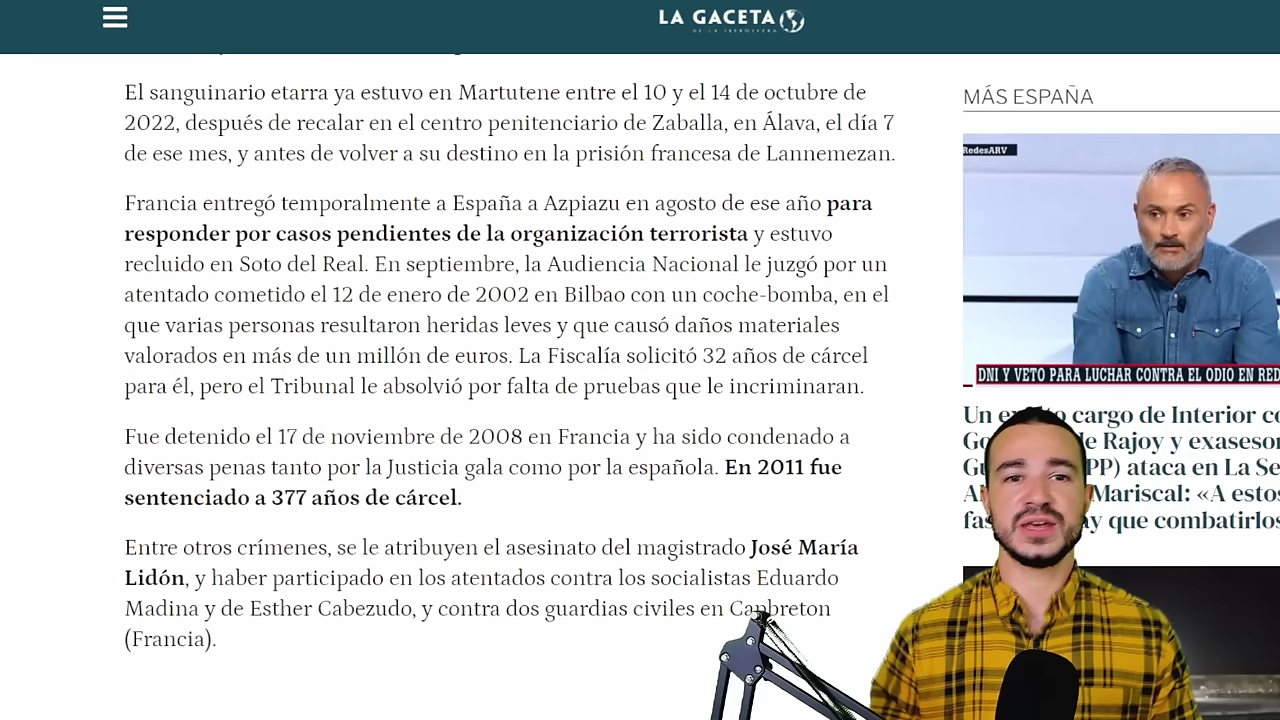 LA GACETA
DE LA IBEROSFERA
El sanguinario etarra ya estuvo en Martutene entre el 10 y el 14 de octubre de
2022, después de recalar en el centro penitenciario de Zaballa, en Álava, el día 7
de ese mes, y antes de volver a su destino en la prisión francesa de Lannemezan.
Francia entregó temporalmente a España a Azpiazu en agosto de ese año para
responder por casos pendientes de la organización terrorista y estuvo
recluido en Soto del Real. En septiembre, la Audiencia Nacional le juzgó por un
atentado cometido el 12 de enero de 2002 en Bilbao con un coche-bomba, en el
que varias personas resultaron heridas leves y que causó daños materiales
valorados en más de un millón de euros. La Fiscalía solicitó 32 años de cárcel
para él, pero el Tribunal le absolvió por falta de pruebas que le incriminaran.
Fue detenido el 17 de noviembre de 2008 en Francia y ha sido condenado a
diversas penas tanto por la Justicia gala como por la española. En 2011 fue
sentenciado a 377 años de cárcel.
Entre otros crímenes, se le atribuyen el asesinato del magistrado José María
Lidón, y haber participado en los atentados contra los socialistas Eduardo
Madina y de Esther Cabezudo, y contra dos guardias civiles en Capbreton
(Francia).
MÁS ESPAÑA
RedesARV
DNI Y VETO PARA LUCHAR CONTRA EL ODIO EN RED
Un cargo de Interior co
Go de Rajoy y exasesor
Gu PP) ataca en La Se
Al Mariscal: «A estos
fas ay que combatirlos